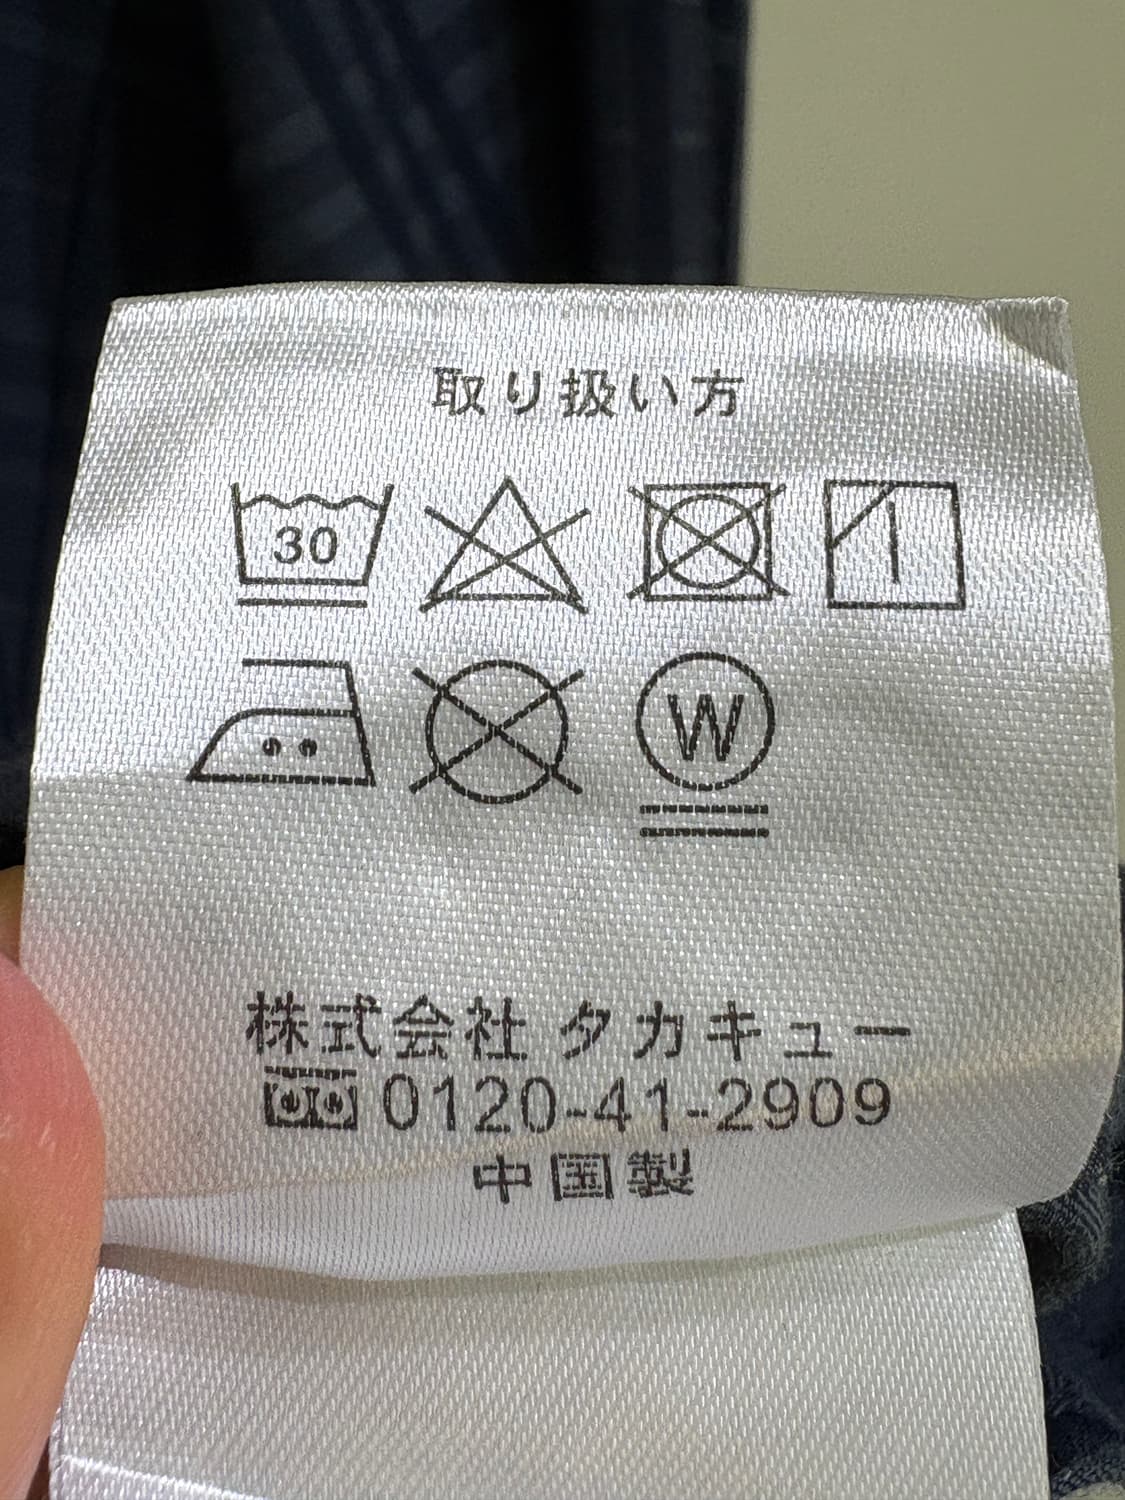 取り扱い方
30
W
株式会社 タカキュー
0120-41-2909
中国製